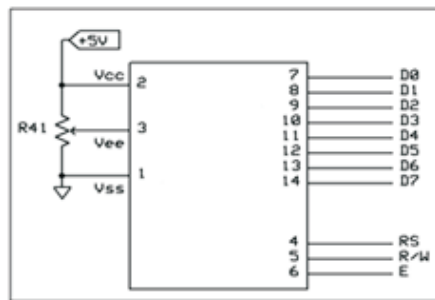 +5V
Vcc 2
R41 3
Vee
1
Vss
7 D0
8 D1
9 D2
10 D3
11 D4
12 D5
13 D6
14 D7
4 RS
5 R/W
6 E